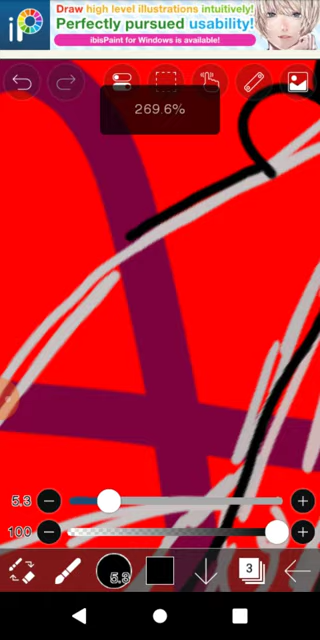 iP
Draw high level illustrations intuitively!
Perfectly pursued usability!
ibisPaint for Windows is available!
269.6%
5.3
100
5.3
3